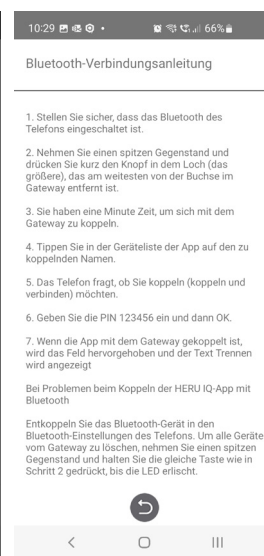 10:29 66%
Bluetooth-Verbindungsanleitung
1. Stellen Sie sicher, dass das Bluetooth des
Telefons eingeschaltet ist.
2. Nehmen Sie einen spitzen Gegenstand und
drücken Sie kurz den Knopf in dem Loch (das
größere), das am weitesten von der Buchse im
Gateway entfernt ist.
3. Sie haben eine Minute Zeit, um sich mit dem
Gateway zu koppeln.
4. Tippen Sie in der Geräteliste der App auf den zu
koppelnden Namen.
5. Das Telefon fragt, ob Sie koppeln (koppeln und
verbinden) möchten.
6. Geben Sie die PIN 123456 ein und dann OK.
7. Wenn die App mit dem Gateway gekoppelt ist,
wird das Feld hervorgehoben und der Text Trennen
wird angezeigt
Bei Problemen beim Koppeln der HERU IQ-App mit
Bluetooth
Entkoppeln Sie das Bluetooth-Gerät in den
Bluetooth-Einstellungen des Telefons. Um alle Geräte
vom Gateway zu löschen, nehmen Sie einen spitzen
Gegenstand und halten Sie die gleiche Taste wie in
Schritt 2 gedrückt, bis die LED erlischt.